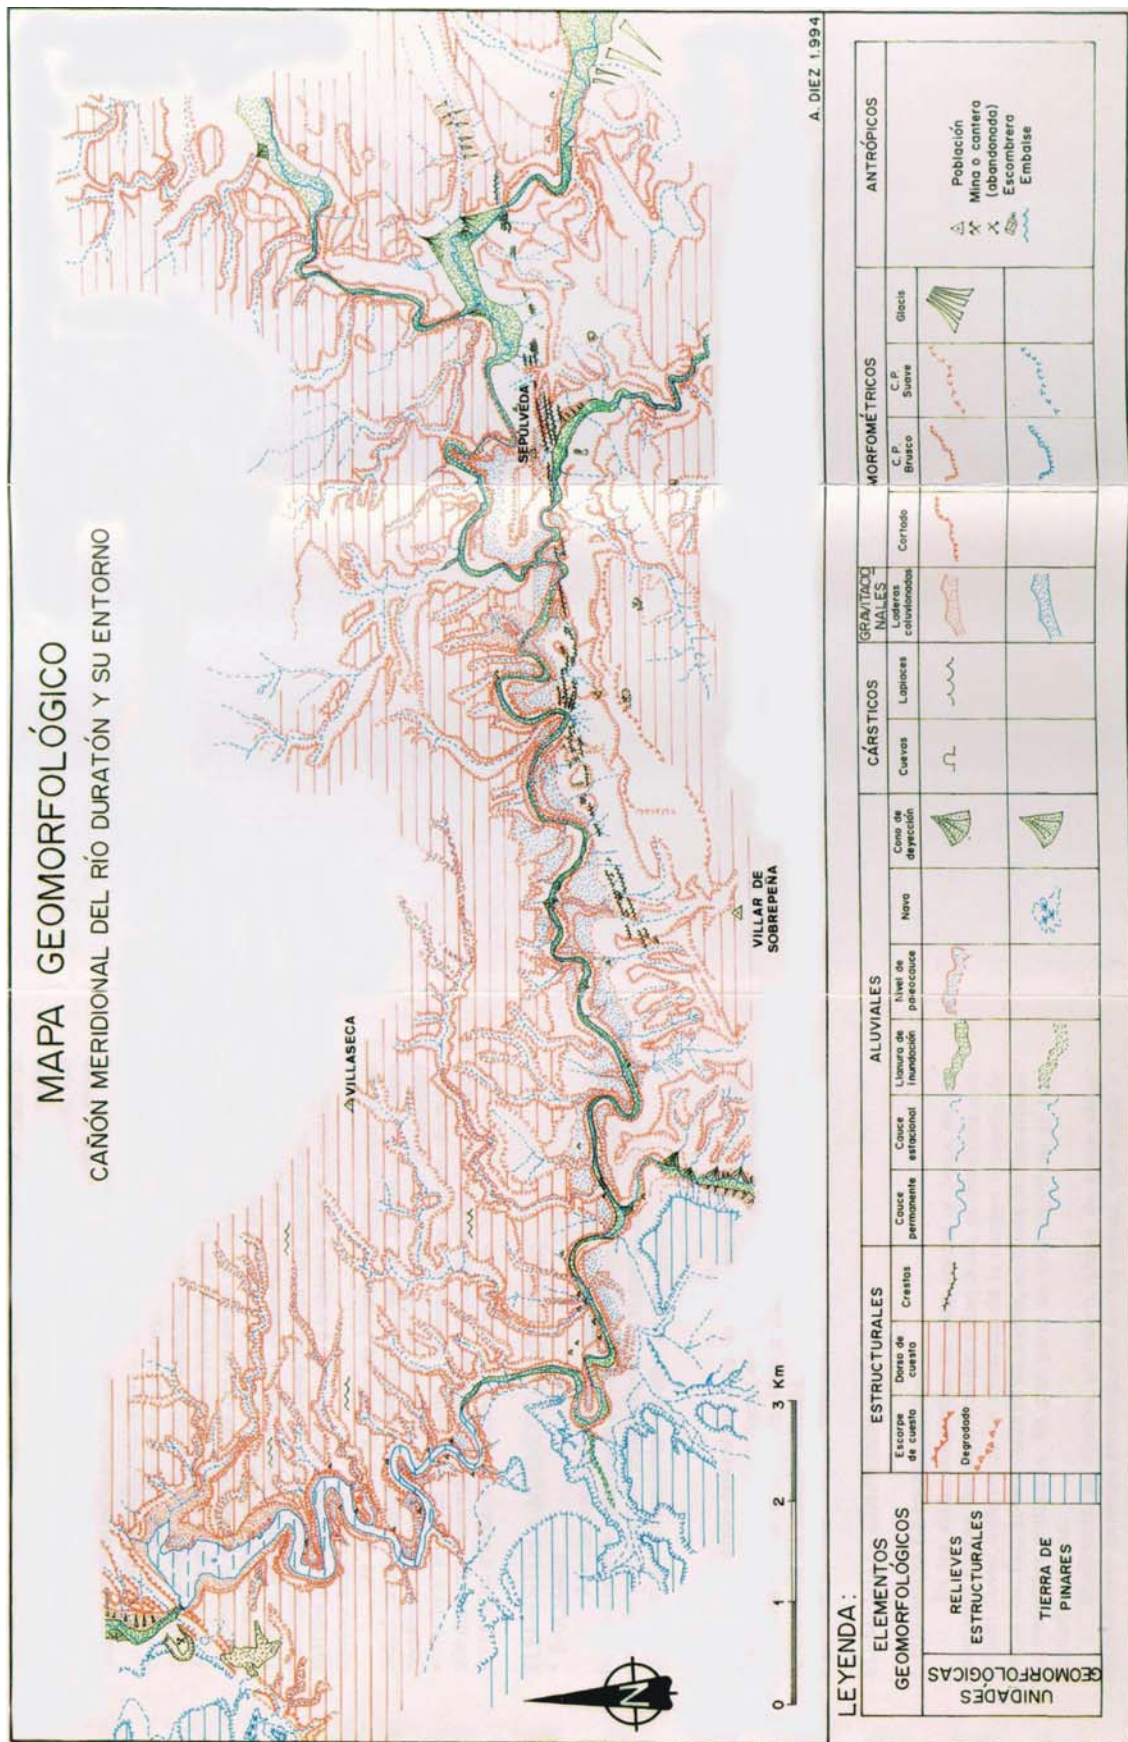 MAPA GEOMORFOLÓGICO
CAÑÓN MERIDIONAL DEL RÍO DURATÓN Y SU ENTORNO
VILLASECA
SEPÚLVEDA
VILLAR DE
SOBREPEÑA
N
0 1 2 3 Km
A. DIEZ 1.994
LEYENDA:
ELEMENTOS
GEOMORFOLÓGICOS
ESTRUCTURALES
ALUVIALES
CÁRSTICOS
GRAVITACIO
NALES
MORFOMÉTRICOS
ANTRÓPICOS
Escarpe
de cuesta
Dorso de
cuesta
Crestas
Cauce
permanente
Cauce
estacional
Llanura de
inundación
Nivel de
paleocauce
Nava
Cono de
deyección
Cuevas
Lapiaces
Laderas
coluvionadas
Cortado
C.P.
Brusco
C.P.
Suave
Glacis
UNIDADES
GEOMORFOLÓGICAS
RELIEVES
ESTRUCTURALES
Degradado
TIERRA DE
PINARES
Población
Mina o cantera
(abandonada)
Escombrera
Embalse